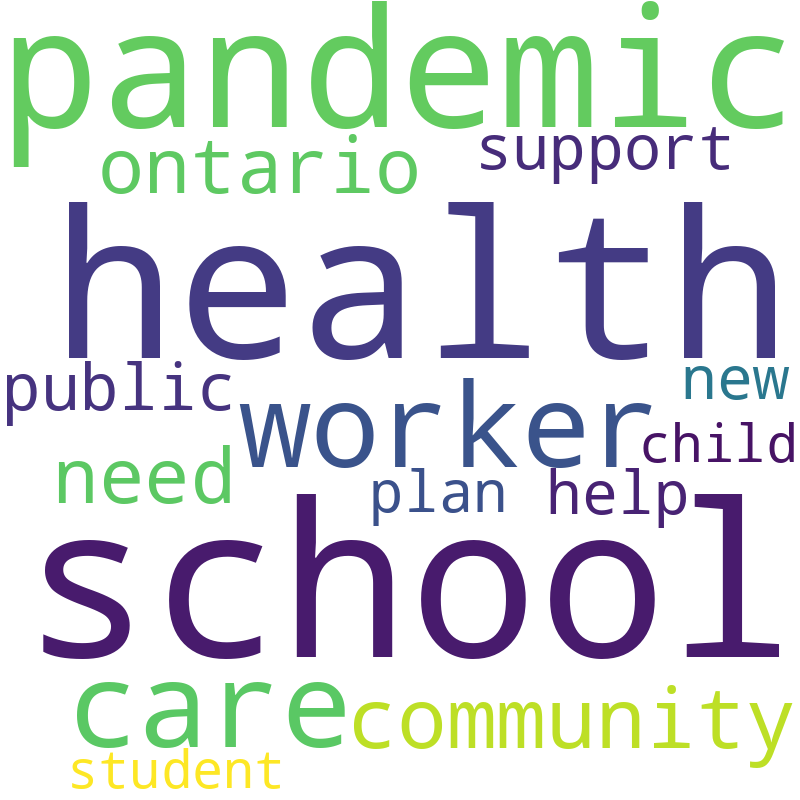 pandemic
ontario support
health
public new
worker
child
need
plan help
school
care
community
student